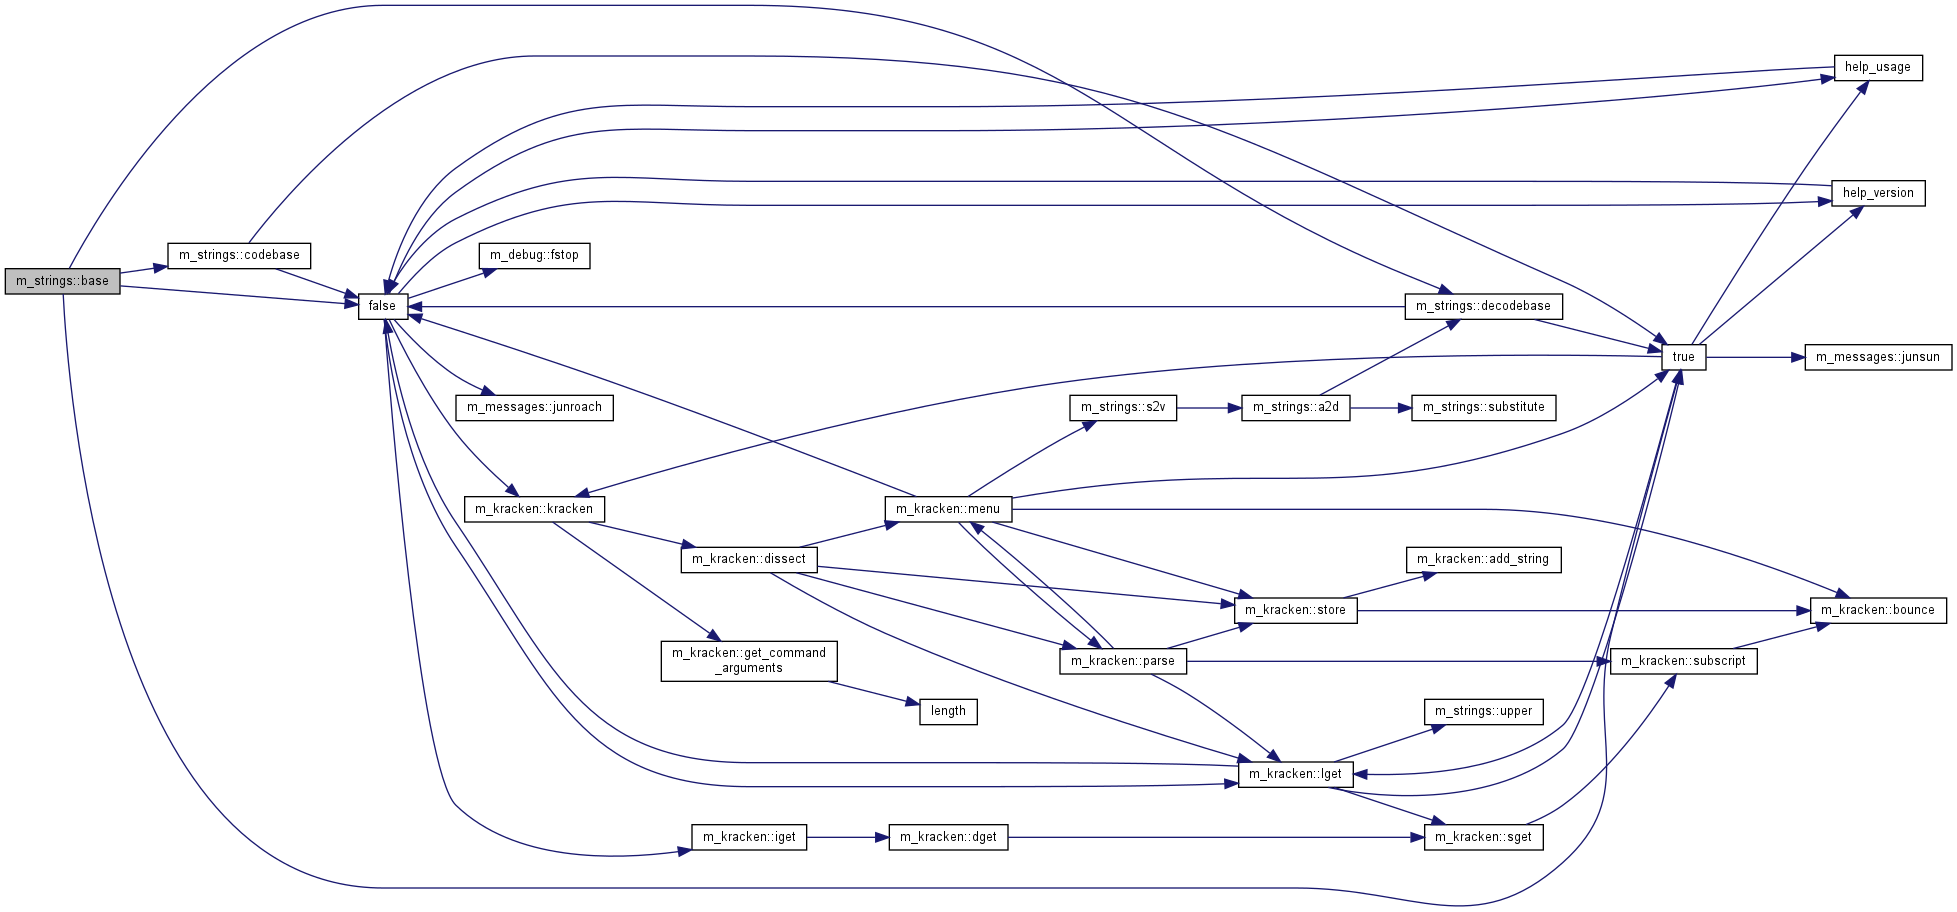 help_usage
help_version
m_strings::codebase
m_debug::fstop
m_strings::base
false
m_strings::decodebase
true
m_messages::junsun
m_messages::junroach
m_strings::s2v
m_strings::a2d
m_strings::substitute
m_kracken::kracken
m_kracken::menu
m_kracken::dissect
m_kracken::add_string
m_kracken::store
m_kracken::bounce
m_kracken::get_command
_arguments
m_kracken::parse
m_kracken::subscript
length
m_strings::upper
m_kracken::lget
m_kracken::iget
m_kracken::dget
m_kracken::sget